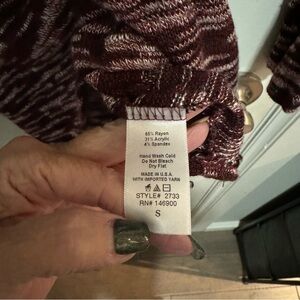 65% Rayon
31% Acrylic
4% Spandex
Hand Wash Cold
Do Not Bleach
Dry Flat
MADE IN U.S.A
WITH IMPORTED YARN
STYLE# 2733
RN# 146900
S